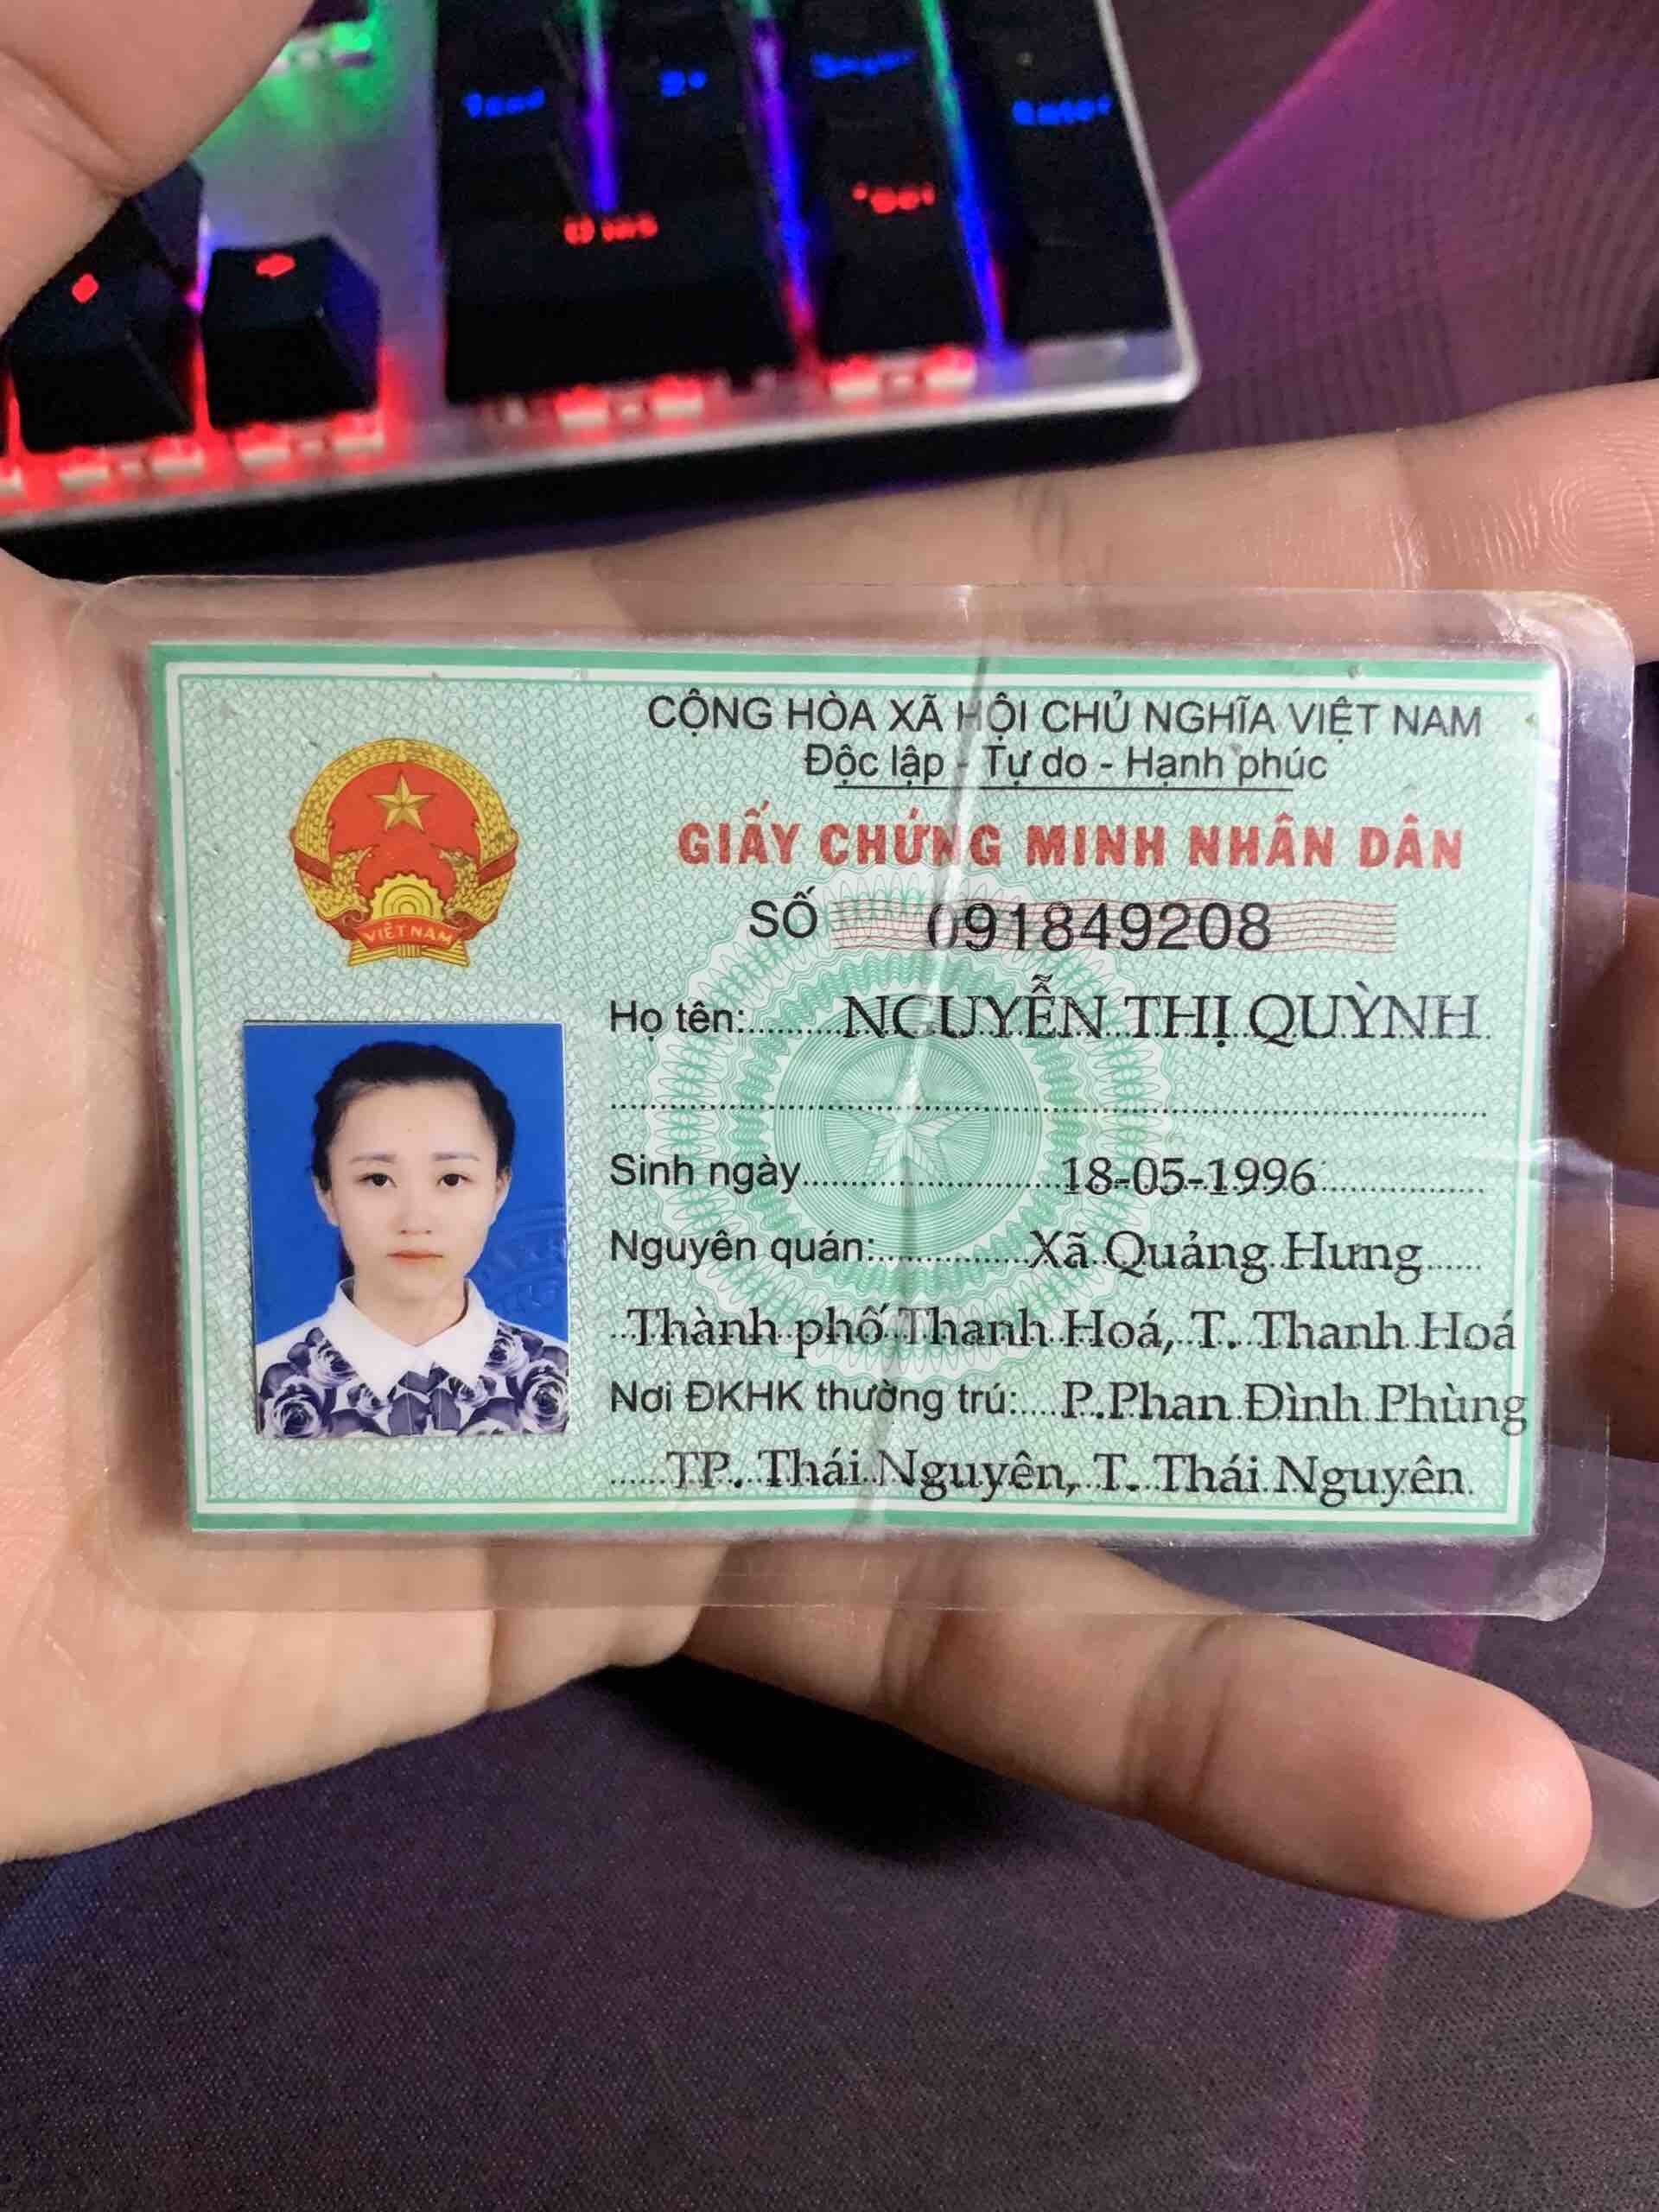 CỘNG HÒA XÃ HỘI CHỦ NGHĨA VIỆT NAM
Độc lập - Tự do - Hạnh phúc
GIẤY CHỨNG MINH NHÂN DÂN
SỐ 091849208
VIỆT NAM
Họ tên: NGUYỄN THỊ QUỲNH
Sinh ngày 18-05-1996
Nguyên quán: Xã Quảng Hưng
Thành phố Thanh Hoá, T. Thanh Hoá
Nơi ĐKHK thường trú: P.Phan Đình Phùng
TP. Thái Nguyên, T. Thái Nguyên